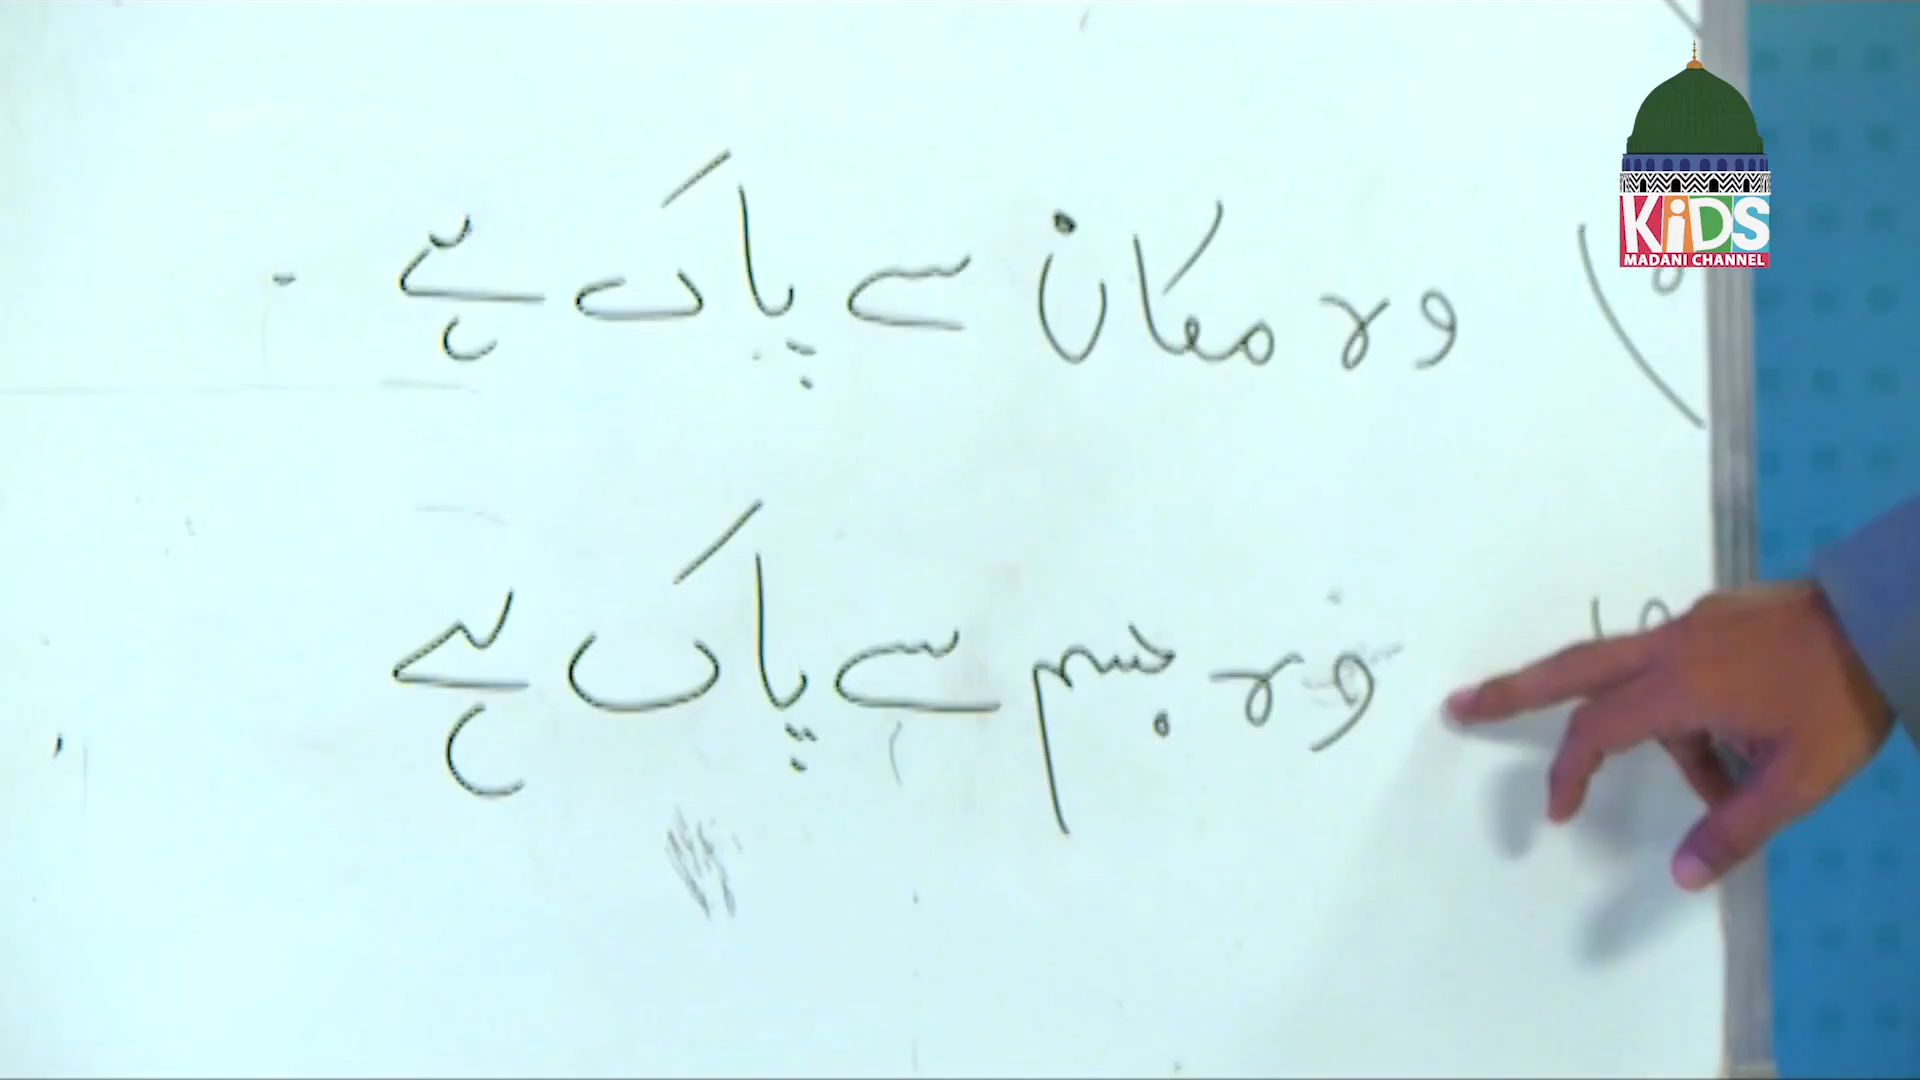 KiDS
MADANI CHANNEL
وہ مکان سے پاک ہے ۔
وہ جسم سے پاک ہے